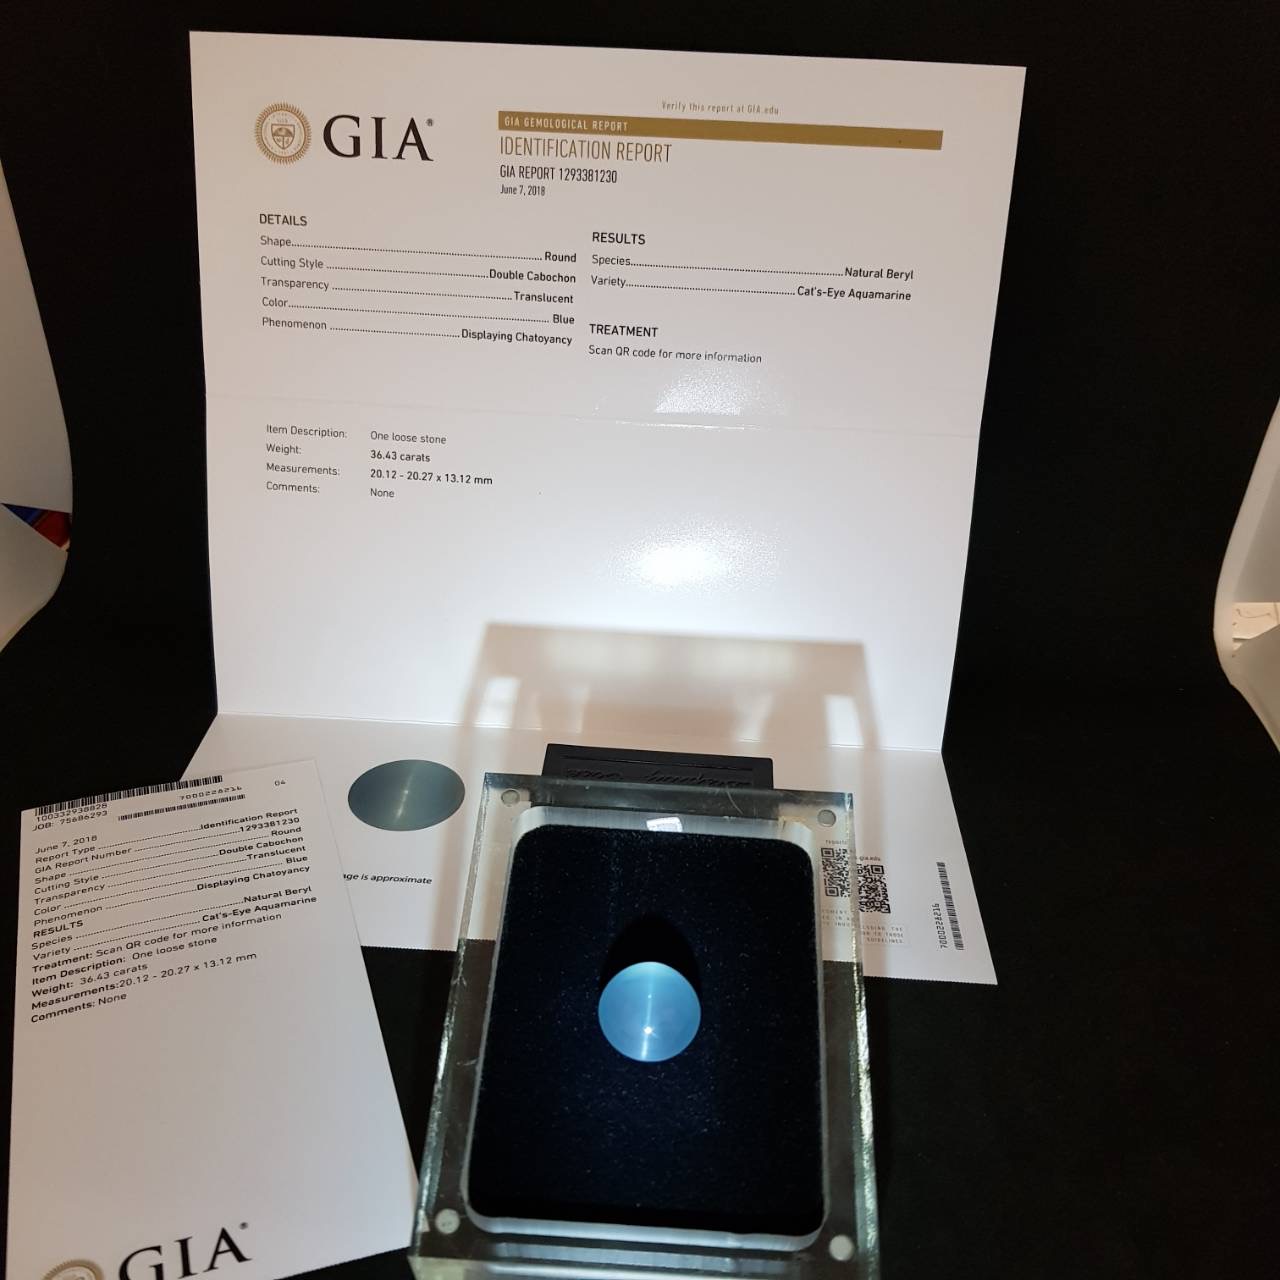 Verify this report at GIA.edu
GIA®
GIA GEMOLOGICAL REPORT
IDENTIFICATION REPORT
GIA REPORT 1293381230
June 7, 2018
DETAILS
Shape Round
Cutting Style Double Cabochon
Transparency Translucent
Color Blue
Phenomenon Displaying Chatoyancy
RESULTS
Species Natural Beryl
Variety Cat's-Eye Aquamarine
TREATMENT
Scan QR code for more information
Item Description: One loose stone
Weight: 36.43 carats
Measurements: 20.12 - 20.27 x 13.12 mm
Comments: None
7000226216 04
100332938828
JOB: 75686293
June 7, 2018
Report Type Identification Report
GIA Report Number 1293381230
Shape Round
Cutting Style Double Cabochon
Transparency Translucent
Color Blue
Phenomenon Displaying Chatoyancy
RESULTS
Species Natural Beryl
Variety Cat's-Eye Aquamarine
Treatment: Scan QR code for more information
Item Description: One loose stone
Weight: 36.43 carats
Measurements: 20.12 - 20.27 x 13.12 mm
Comments: None
GIA®
is approximate
7000226216